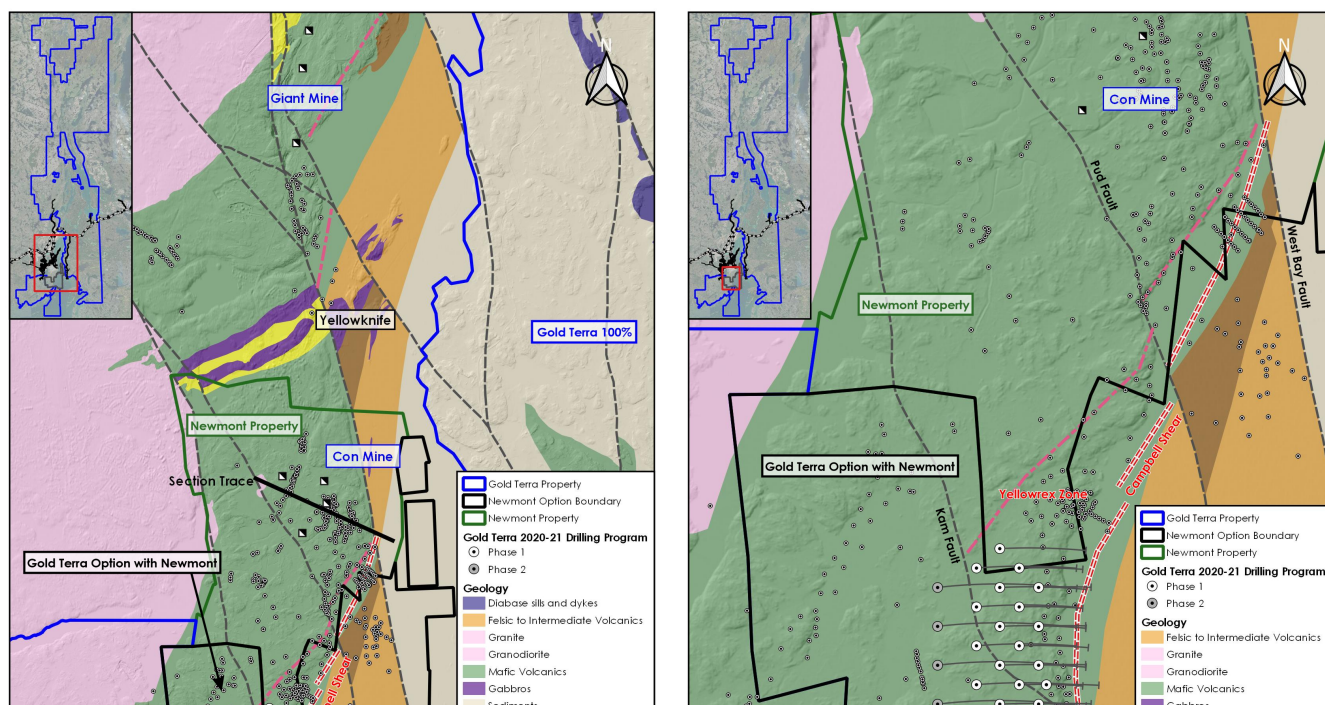 N
Giant Mine
Yellowknife
Gold Terra 100%
Newmont Property
Con Mine
Section Trace
Gold Terra Option with Newmont
Gold Terra Property
Newmont Option Boundary
Newmont Property
Gold Terra 2020-21 Drilling Program
Phase 1
Phase 2
Geology
Diabase sills and dykes
Felsic to Intermediate Volcanics
Granite
Granodiorite
Mafic Volcanics
Gabbros
Sediments
Shear
N
Con Mine
Pud Fault
West Bay Fault
Newmont Property
Gold Terra Option with Newmont
Campbell Shear
Yellowrex Zone
Kam Fault
Gold Terra Property
Newmont Option Boundary
Newmont Property
Gold Terra 2020-21 Drilling Program
Phase 1
Phase 2
Geology
Felsic to Intermediate Volcanics
Granite
Granodiorite
Mafic Volcanics
Gabbros